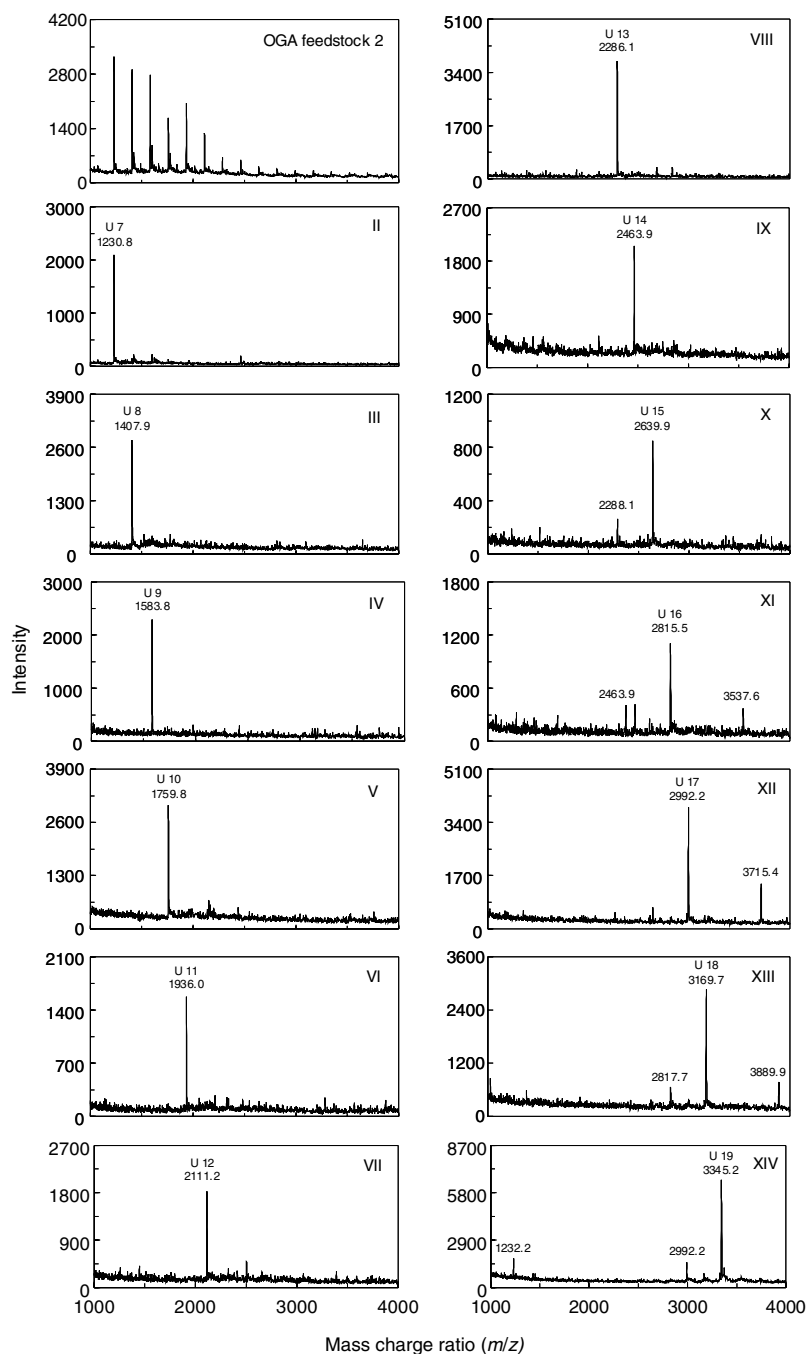 4200
2800
1400
0
OGA feedstock 2
5100
3400
1700
0
U 13
2286.1
VIII
3000
2000
1000
0
U 7
1230.8
II
2700
1800
900
0
U 14
2463.9
IX
3900
2600
1300
0
U 8
1407.9
III
1200
800
400
0
2288.1
U 15
2639.9
X
3000
2000
1000
0
U 9
1583.8
IV
1800
1200
600
0
2463.9
U 16
2815.5
3537.6
XI
Intensity
3900
2600
1300
0
U 10
1759.8
V
5100
3400
1700
0
U 17
2992.2
3715.4
XII
2100
1400
700
0
U 11
1936.0
VI
3600
2400
1200
0
2817.7
U 18
3169.7
3889.9
XIII
2700
1800
900
0
U 12
2111.2
VII
1000 2000 3000 4000
8700
5800
2900
0
1232.2
2992.2
U 19
3345.2
XIV
1000 2000 3000 4000
Mass charge ratio (m/z)